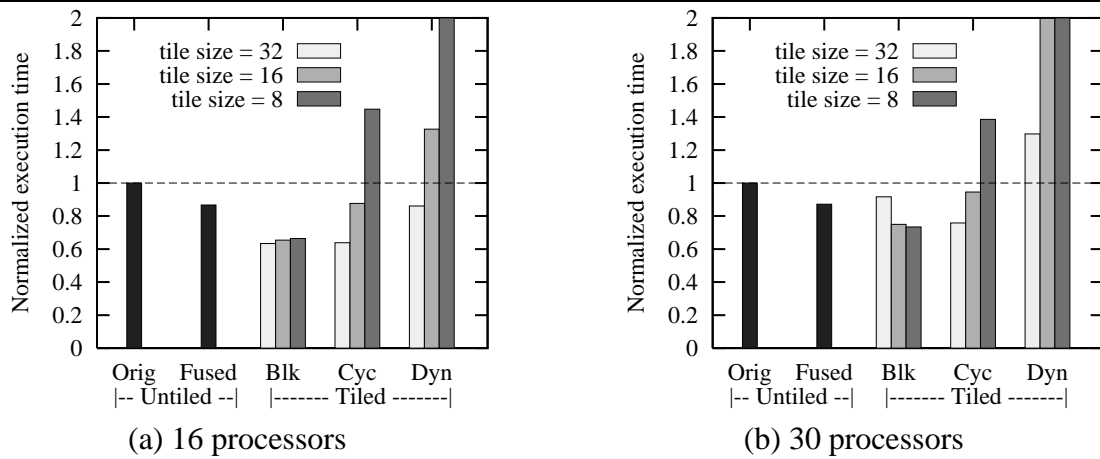 Normalized execution time
2
1.8
1.6
1.4
1.2
1
0.8
0.6
0.4
0.2
0
tile size = 32
tile size = 16
tile size = 8
Orig Fused Blk Cyc Dyn
|-- Untiled --| |------- Tiled -------|
(a) 16 processors
Normalized execution time
2
1.8
1.6
1.4
1.2
1
0.8
0.6
0.4
0.2
0
tile size = 32
tile size = 16
tile size = 8
Orig Fused Blk Cyc Dyn
|-- Untiled --| |------- Tiled -------|
(b) 30 processors